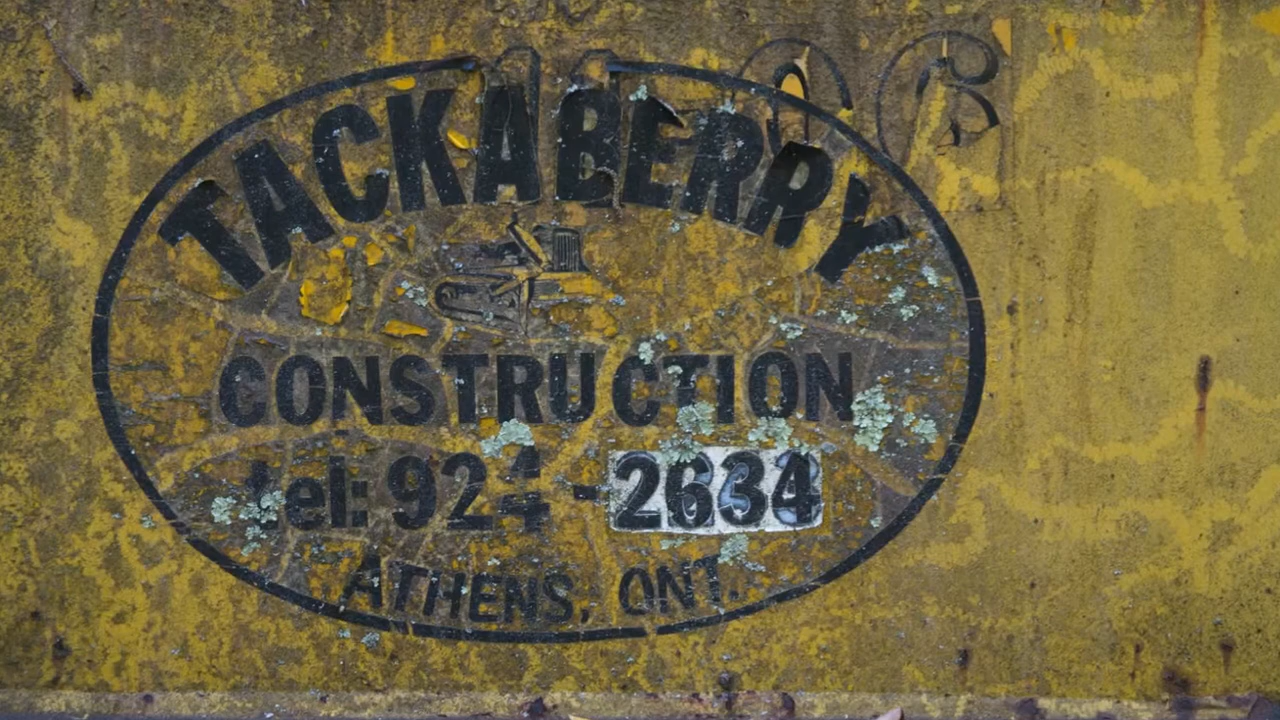 TACKABERRY
CONSTRUCTION
tel: 924-2634
ATHENS, ONT.